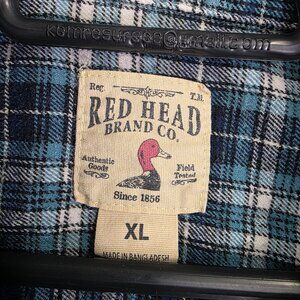 Reg. T.M.
RED HEAD
BRAND CO.
Authentic
Goods
Field
Tested
Since 1856
XL
MADE IN BANGLADESH